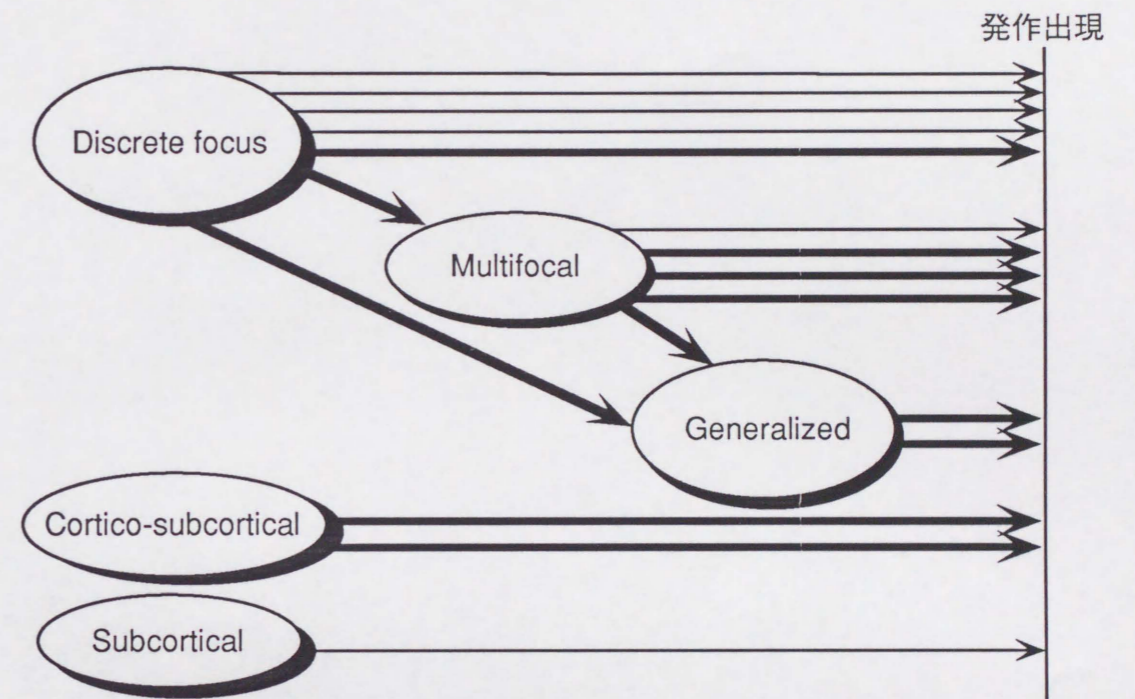 発作出現
Discrete focus
Multifocal
Generalized
Cortico-subcortical
Subcortical